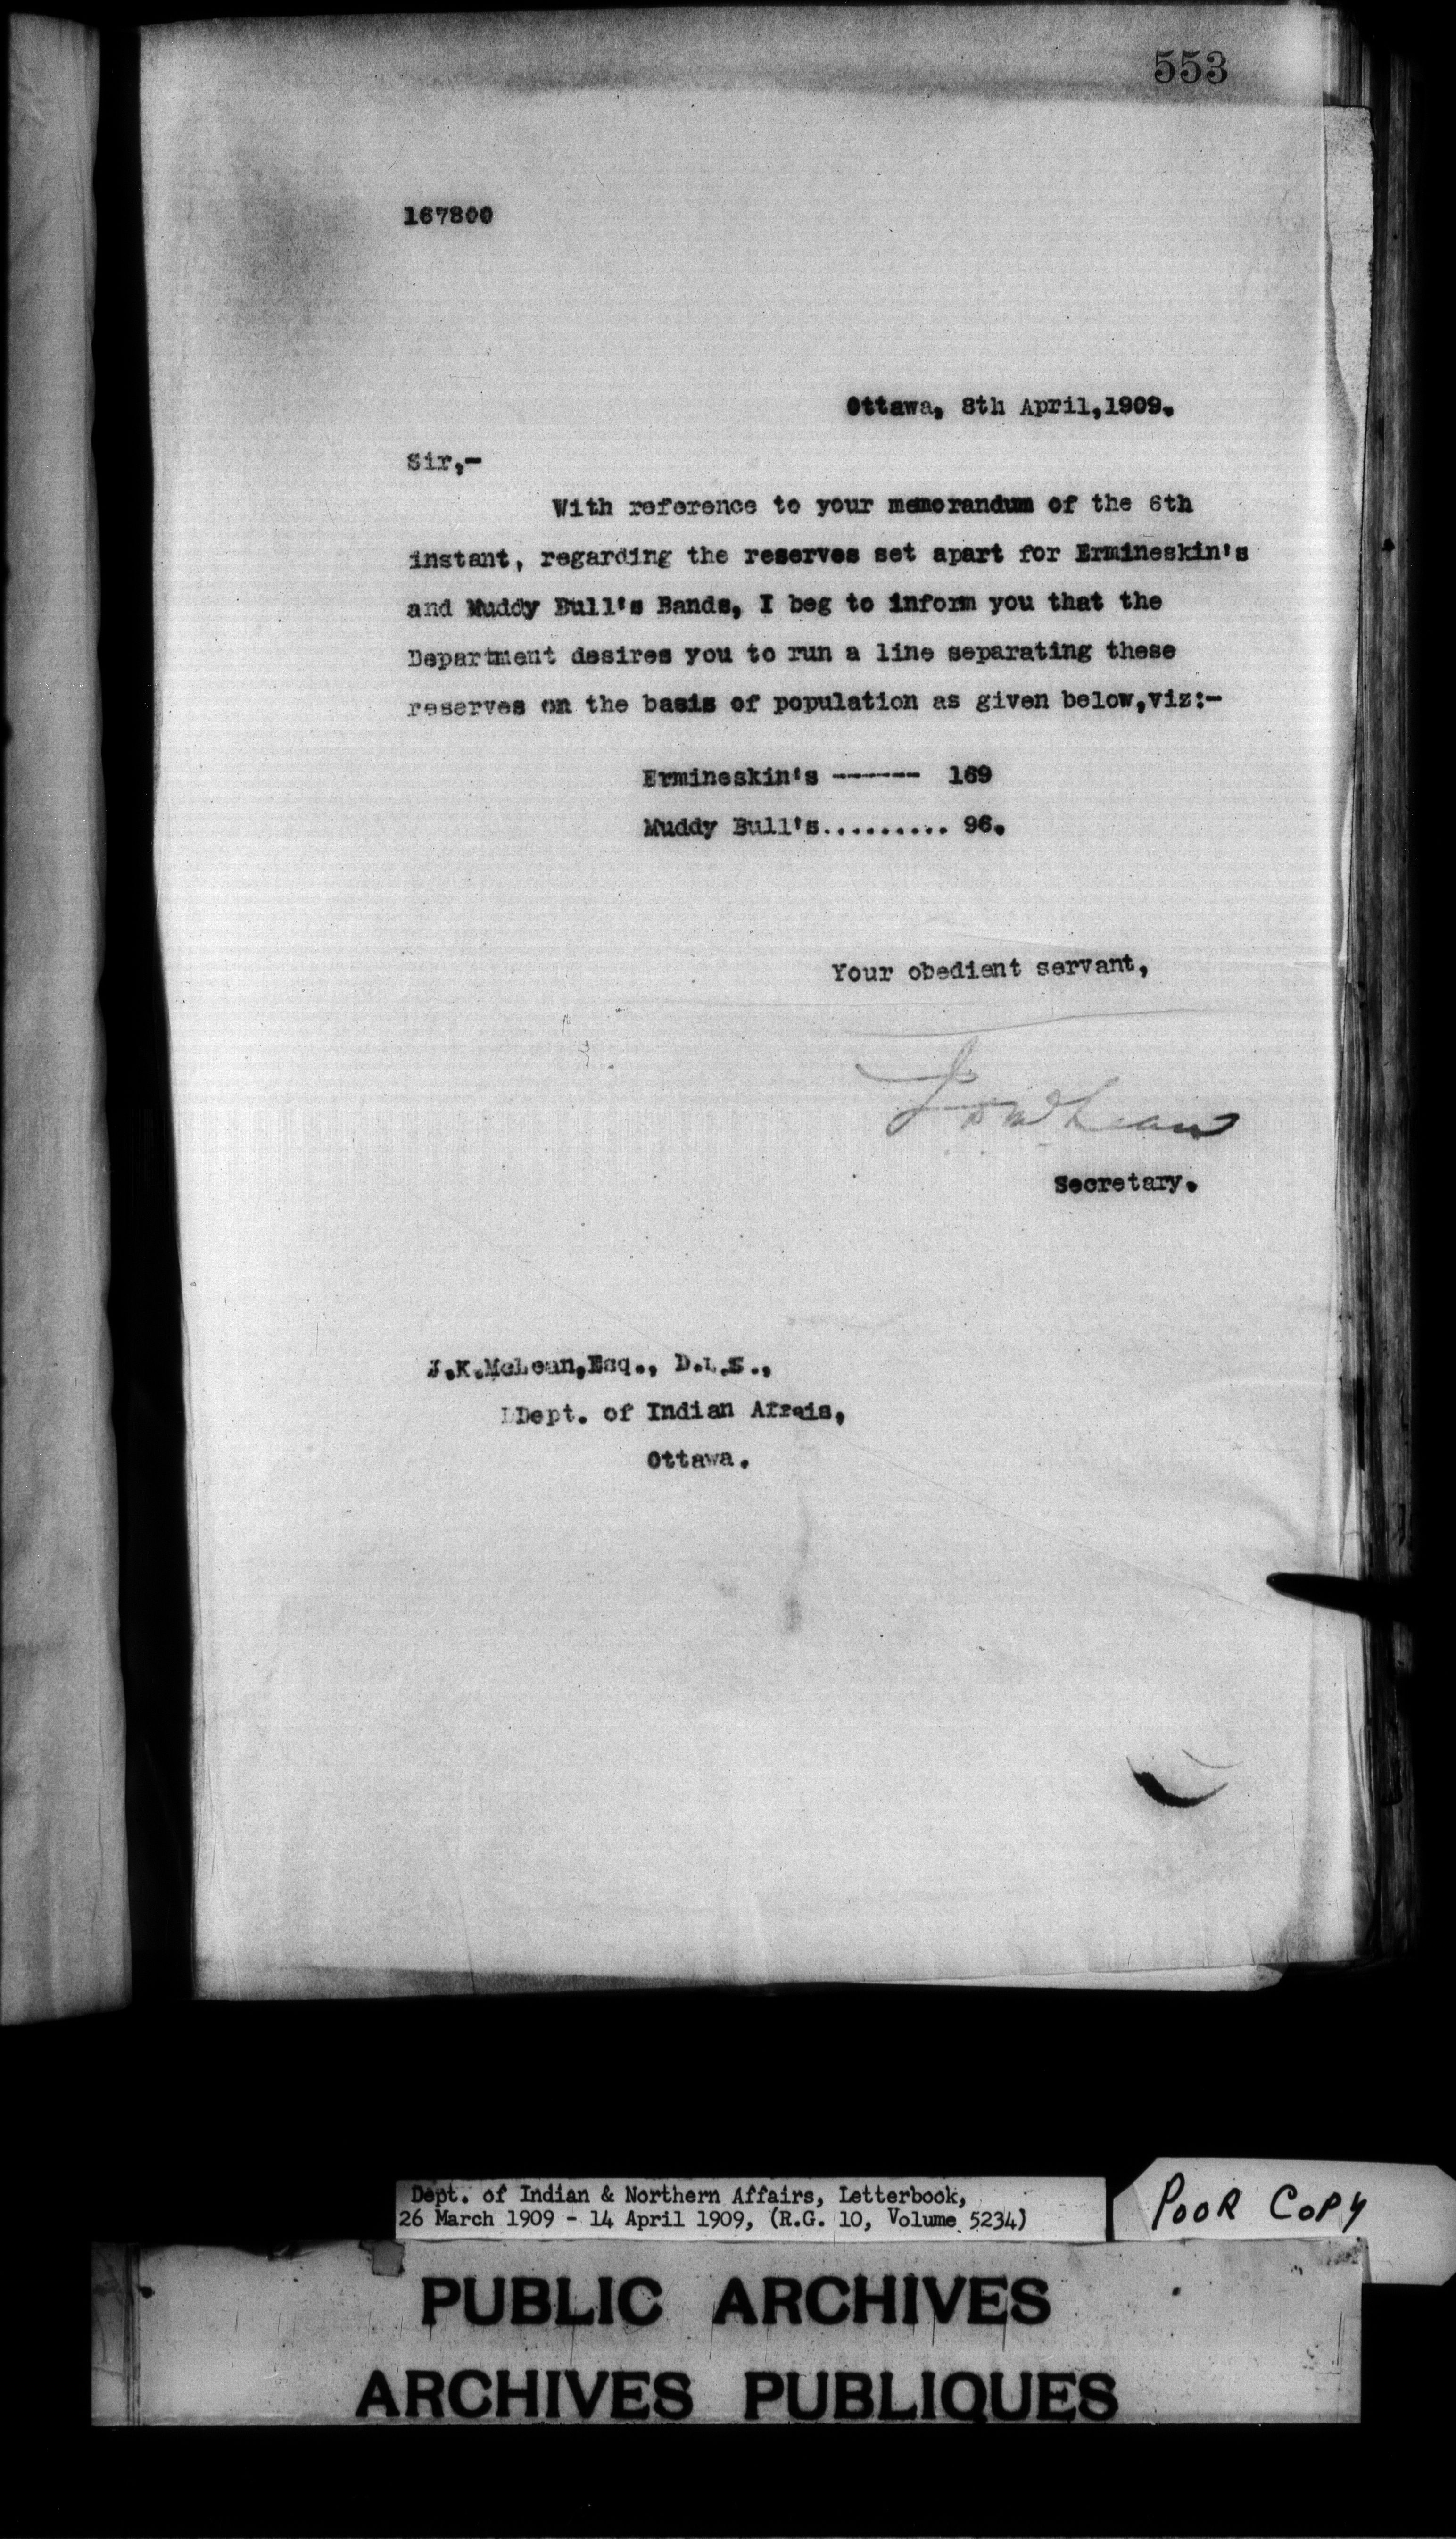 553
167800
Ottawa, 8th April,1909.
Sir,-
With reference to your memorandum of the 6th
instant, regarding the reserves set apart for Ermineskin's
and Muddy Bull's Bands, I beg to inform you that the
Department desires you to run a line separating these
reserves on the basis of population as given below,viz:-
Ermineskin's ------ 169
Muddy Bull's.......... 96.
Your obedient servant,
Secretary.
J.K.McLean,Esq., D.L.S.,
Dept. of Indian Affais,
Ottawa.
Dept. of Indian & Northern Affairs, Letterbook,
26 March 1909 - 14 April 1909, (R.G. 10, Volume 5234)
POOR COPY
PUBLIC ARCHIVES
ARCHIVES PUBLIQUES